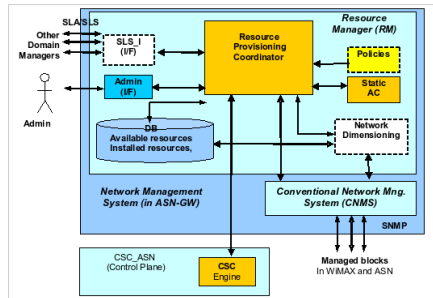 SLA/SLS
Other
Domain
Managers
SLS_I
(I/F)
Resource
Manager (RM)
Resource
Provisioning
Coordinator
Policies
Admin
(I/F)
Static
AC
Admin
DB
Available resources
Installed resources,
Network
Dimensioning
Network Management
System (in ASN-GW)
Conventional Network Mng.
System (CNMS)
SNMP
CSC_ASN
(Control Plane)
CSC
Engine
Managed blocks
In WiMAX and ASN